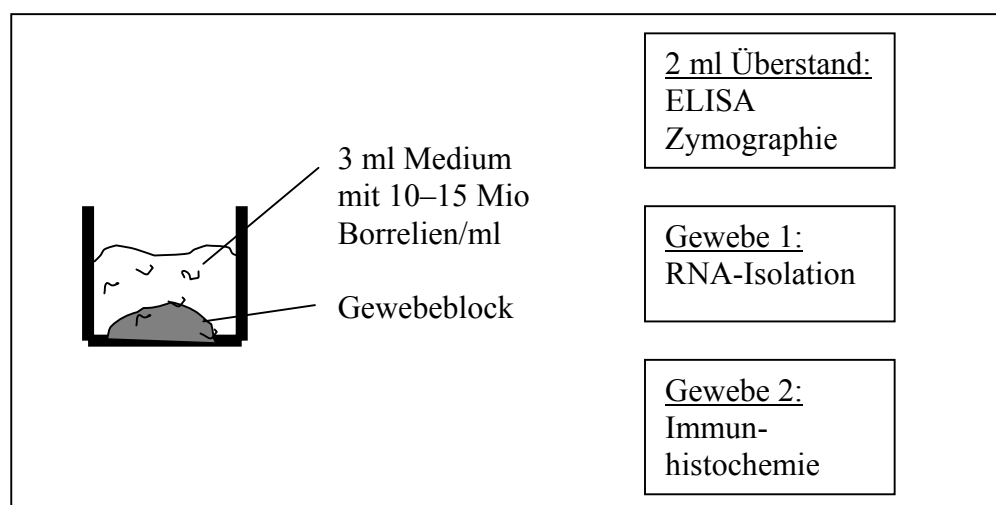 3 ml Medium
mit 10–15 Mio
Borrelien/ml
Gewebeblock
2 ml Überstand:
ELISA
Zymographie
Gewebe 1:
RNA-Isolation
Gewebe 2:
Immun-
histochemie